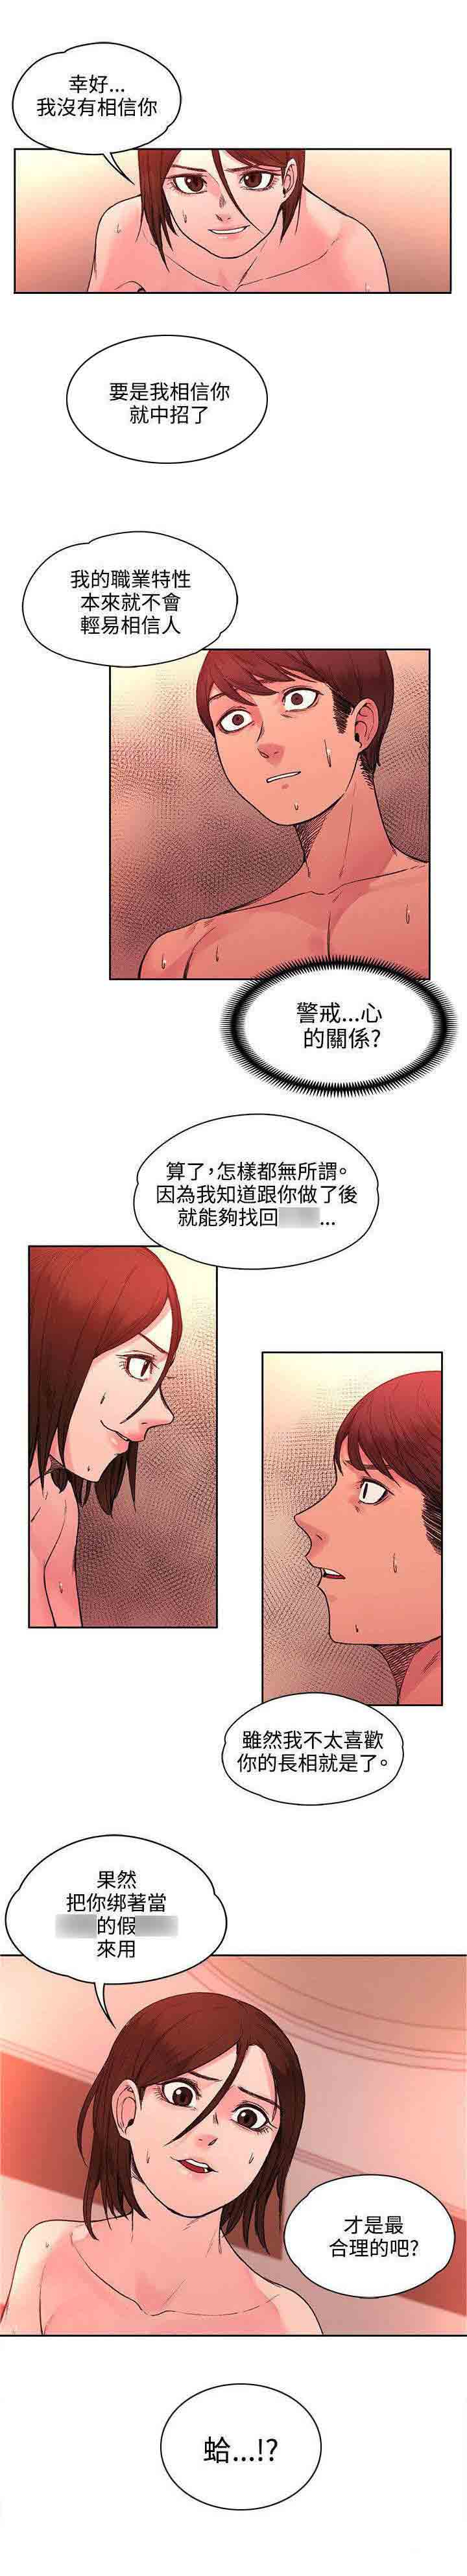 幸好…
我沒有相信你
要是我相信你
就中招了
我的職業特性
本來就不會
輕易相信人
警戒…心
的關係?
算了,怎樣都無所謂。
因為我知道跟你做了後
就能夠找回 …
雖然我不太喜歡
你的長相就是了。
果然
把你綁著當
的假
來用
才是最
合理的吧?
蛤…!?